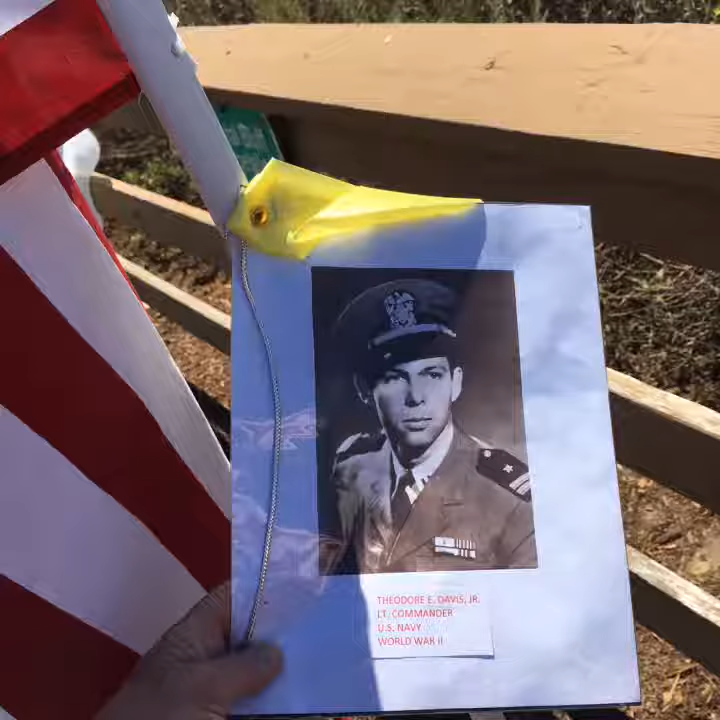 THEODORE E. DAVIS, JR.
LT. COMMANDER
U.S. NAVY
WORLD WAR II